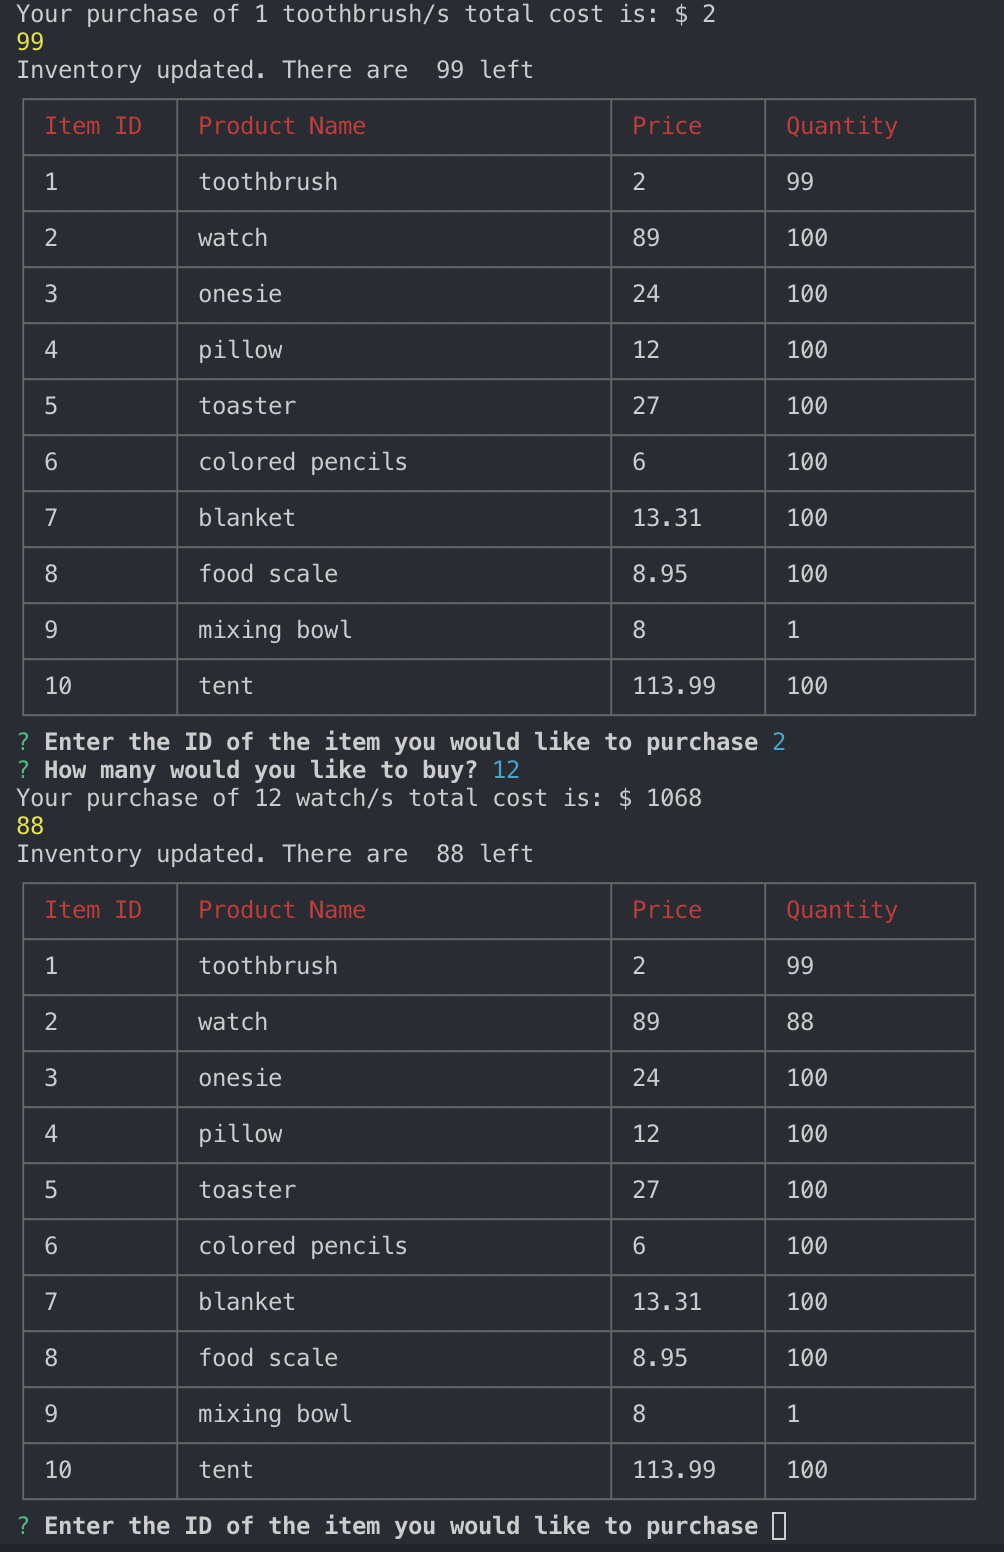 Your purchase of 1 toothbrush/s total cost is: $ 2
99
Inventory updated. There are  99 left
Item ID Product Name Price Quantity
1 toothbrush 2 99
2 watch 89 100
3 onesie 24 100
4 pillow 12 100
5 toaster 27 100
6 colored pencils 6 100
7 blanket 13.31 100
8 food scale 8.95 100
9 mixing bowl 8 1
10 tent 113.99 100
? Enter the ID of the item you would like to purchase 2
? How many would you like to buy? 12
Your purchase of 12 watch/s total cost is: $ 1068
88
Inventory updated. There are  88 left
Item ID Product Name Price Quantity
1 toothbrush 2 99
2 watch 89 88
3 onesie 24 100
4 pillow 12 100
5 toaster 27 100
6 colored pencils 6 100
7 blanket 13.31 100
8 food scale 8.95 100
9 mixing bowl 8 1
10 tent 113.99 100
? Enter the ID of the item you would like to purchase